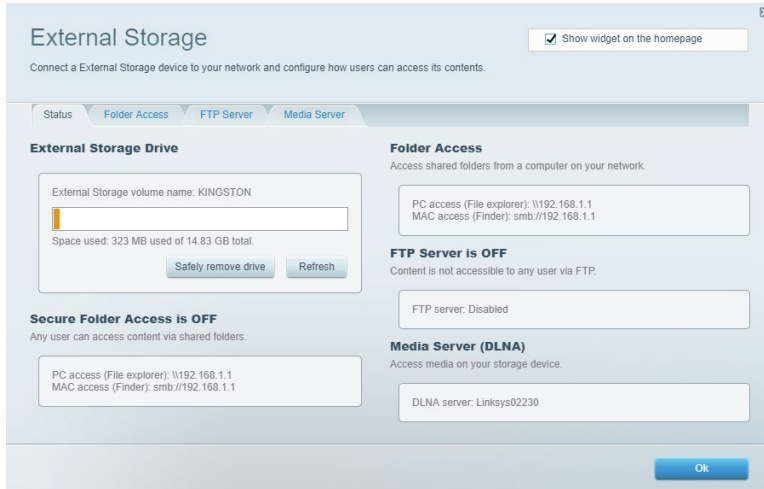 External Storage
Show widget on the homepage
Connect a External Storage device to your network and configure how users can access its contents.
Status
Folder Access
FTP Server
Media Server
External Storage Drive
External Storage volume name: KINGSTON
Space used: 323 MB used of 14.83 GB total.
Safely remove drive
Refresh
Secure Folder Access is OFF
Any user can access content via shared folders.
PC access (File explorer): \\192.168.1.1
MAC access (Finder): smb://192.168.1.1
Folder Access
Access shared folders from a computer on your network.
PC access (File explorer): \\192.168.1.1
MAC access (Finder): smb://192.168.1.1
FTP Server is OFF
Content is not accessible to any user via FTP.
FTP server: Disabled
Media Server (DLNA)
Access media on your storage device.
DLNA server: Linksys02230
Ok